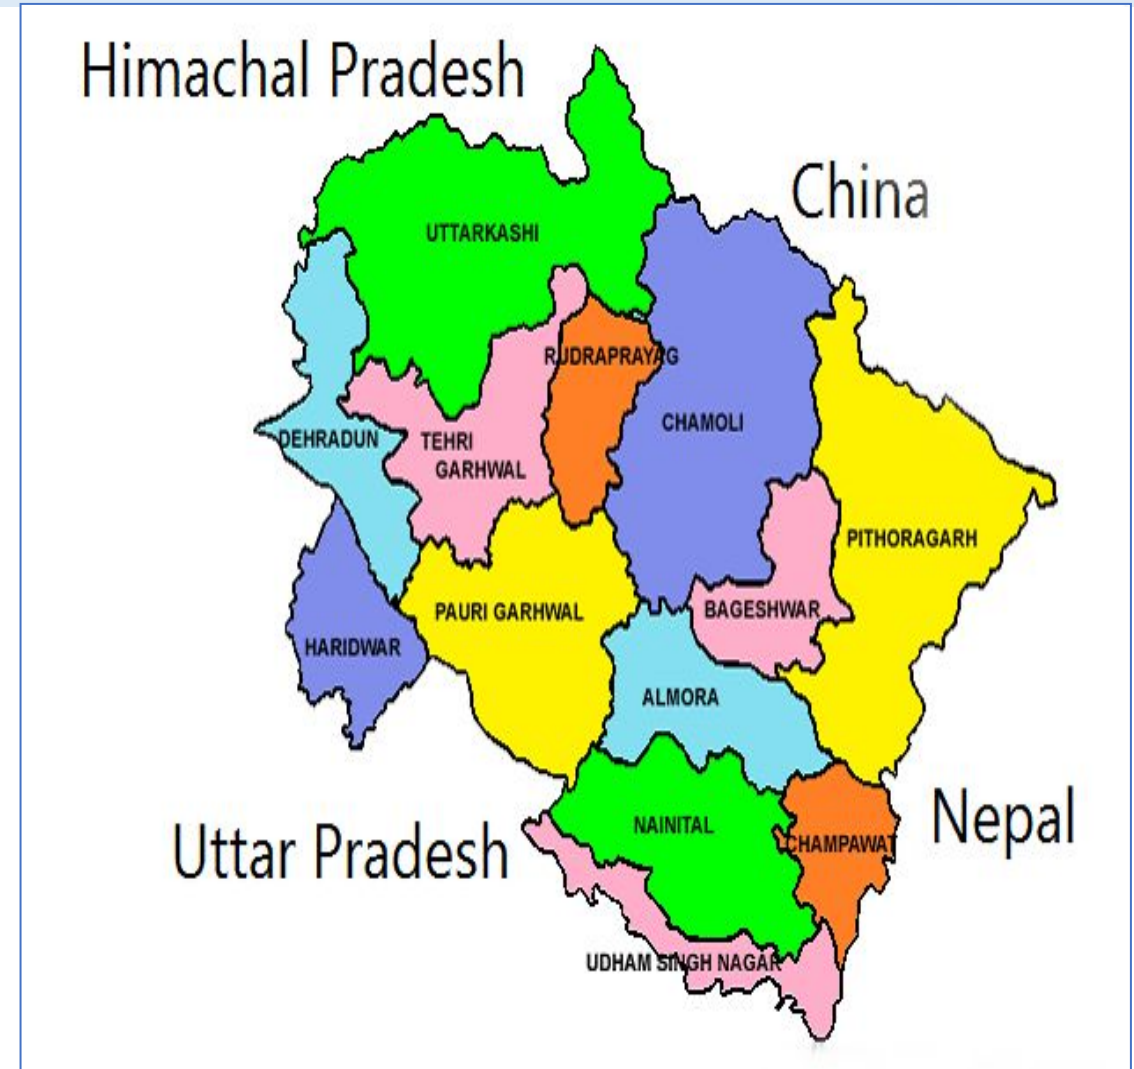 Himachal Pradesh
China
UTTARKASHI
RUDRAPRAYAG
CHAMOLI
DEHRADUN
TEHRI
GARHWAL
PITHORAGARH
PAURI GARHWAL
BAGESHWAR
HARIDWAR
ALMORA
Nepal
NAINITAL
Uttar Pradesh
CHAMPAWAT
UDHAM SINGH NAGAR